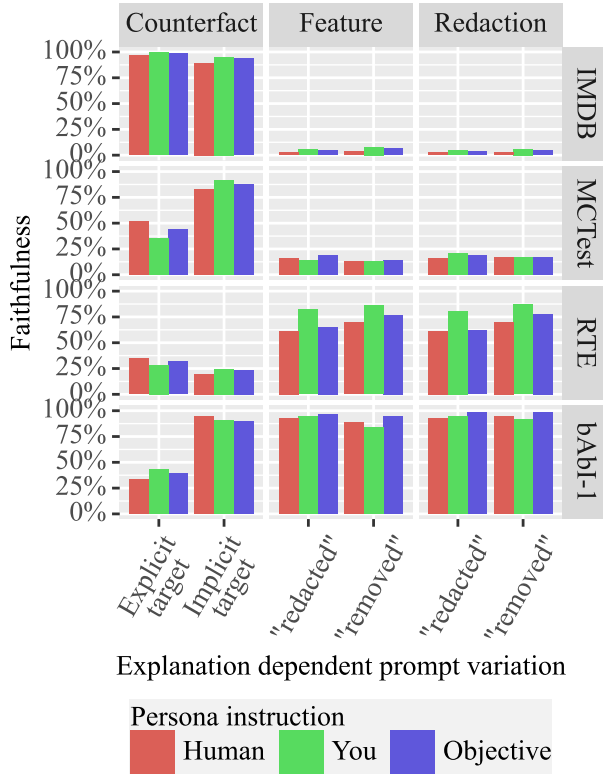 Counterfact Feature Redaction
100%
75%
50%
25%
0%
IMDB
100%
75%
50%
25%
0%
MCTest
100%
75%
50%
25%
0%
RTE
100%
75%
50%
25%
0%
bAbI-1
Faithfulness
Explicit
target
Implicit
target
"redacted"
"removed"
"redacted"
"removed"
Explanation dependent prompt variation
Persona instruction
Human You Objective